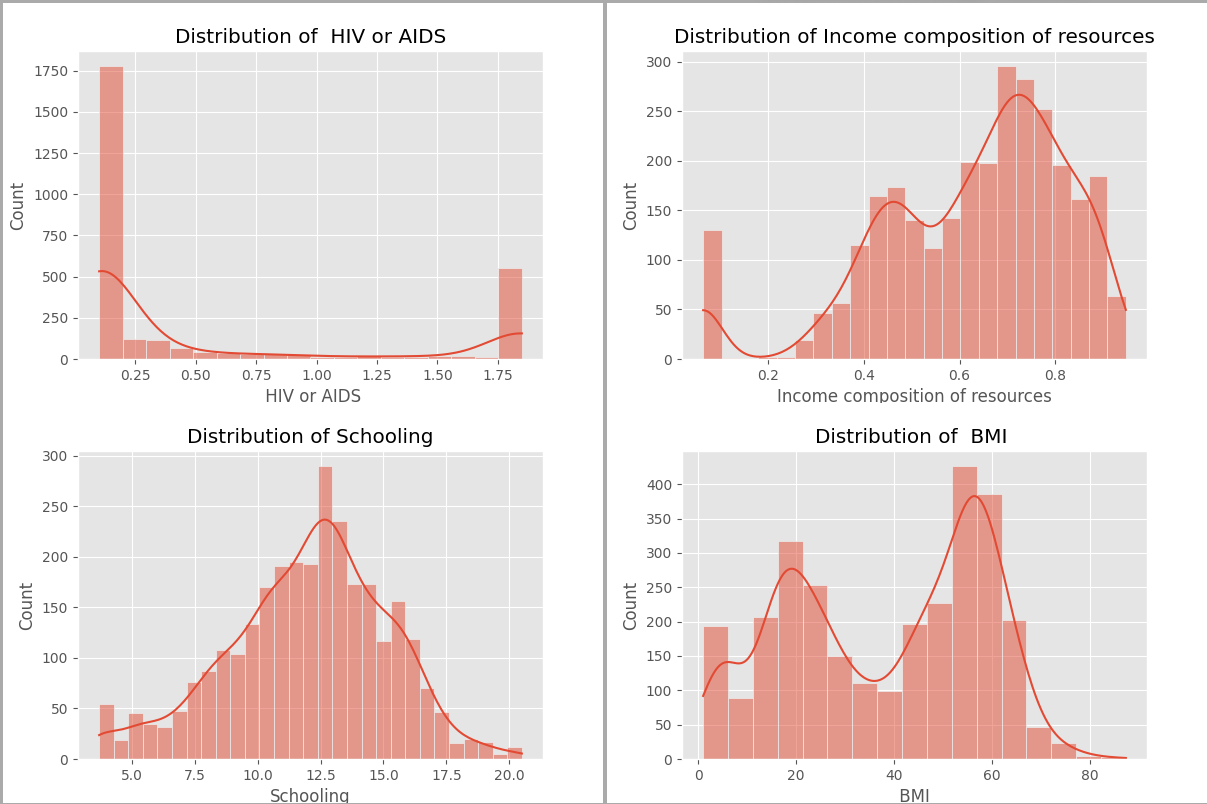 Distribution of  HIV or AIDS
1750
1500
1250
1000
750
500
250
0
Count
0.25 0.50 0.75 1.00 1.25 1.50 1.75
HIV or AIDS
Distribution of Income composition of resources
300
250
200
150
100
50
0
Count
0.2 0.4 0.6 0.8
Income composition of resources
Distribution of Schooling
300
250
200
150
100
50
0
Count
5.0 7.5 10.0 12.5 15.0 17.5 20.0
Schooling
Distribution of  BMI
400
350
300
250
200
150
100
50
0
Count
0 20 40 60 80
BMI